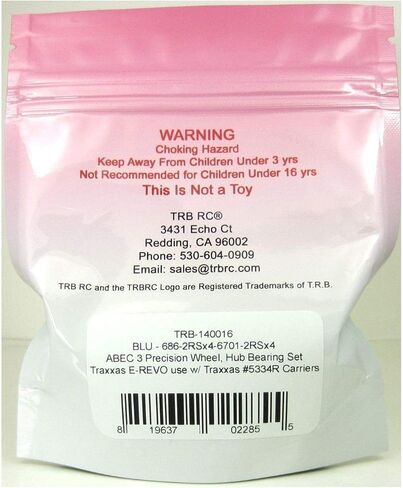 WARNING
Choking Hazard
Keep Away From Children Under 3 yrs
Not Recommended for Children Under 16 yrs
This Is Not a Toy
TRB RC®
3431 Echo Ct
Redding, CA 96002
Phone: 530-604-0909
Email: sales@trbrc.com
TRB RC and the TRBRC Logo are Registered Trademarks of T.R.B.
TRB-140016
BLU - 686-2RSx4-6701-2RSx4
ABEC 3 Precision Wheel, Hub Bearing Set
Traxxas E-REVO use w/ Traxxas #5334R Carriers
8 19637 02285 5